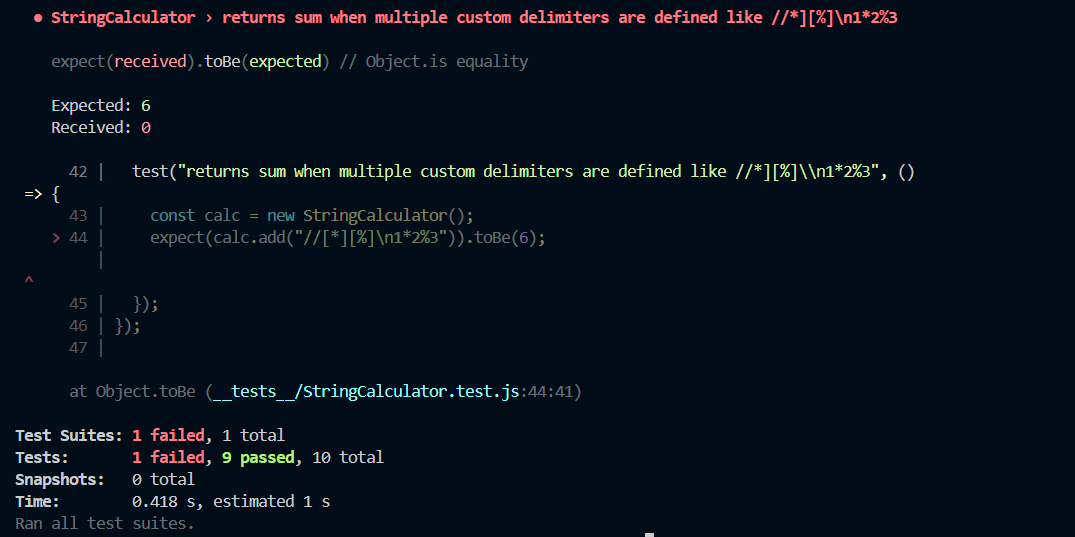 ● StringCalculator › returns sum when multiple custom delimiters are defined like //*][%]\n1*2%3
expect(received).toBe(expected) // Object.is equality
Expected: 6
Received: 0
42 |   test("returns sum when multiple custom delimiters are defined like //*][%]\\n1*2%3", ()
=> {
43 |     const calc = new StringCalculator();
> 44 |     expect(calc.add("//[*][%]\n1*2%3")).toBe(6);
|
^
45 |   });
46 | });
47 |
at Object.toBe (__tests__/StringCalculator.test.js:44:41)
Test Suites: 1 failed, 1 total
Tests:       1 failed, 9 passed, 10 total
Snapshots:   0 total
Time:        0.418 s, estimated 1 s
Ran all test suites.